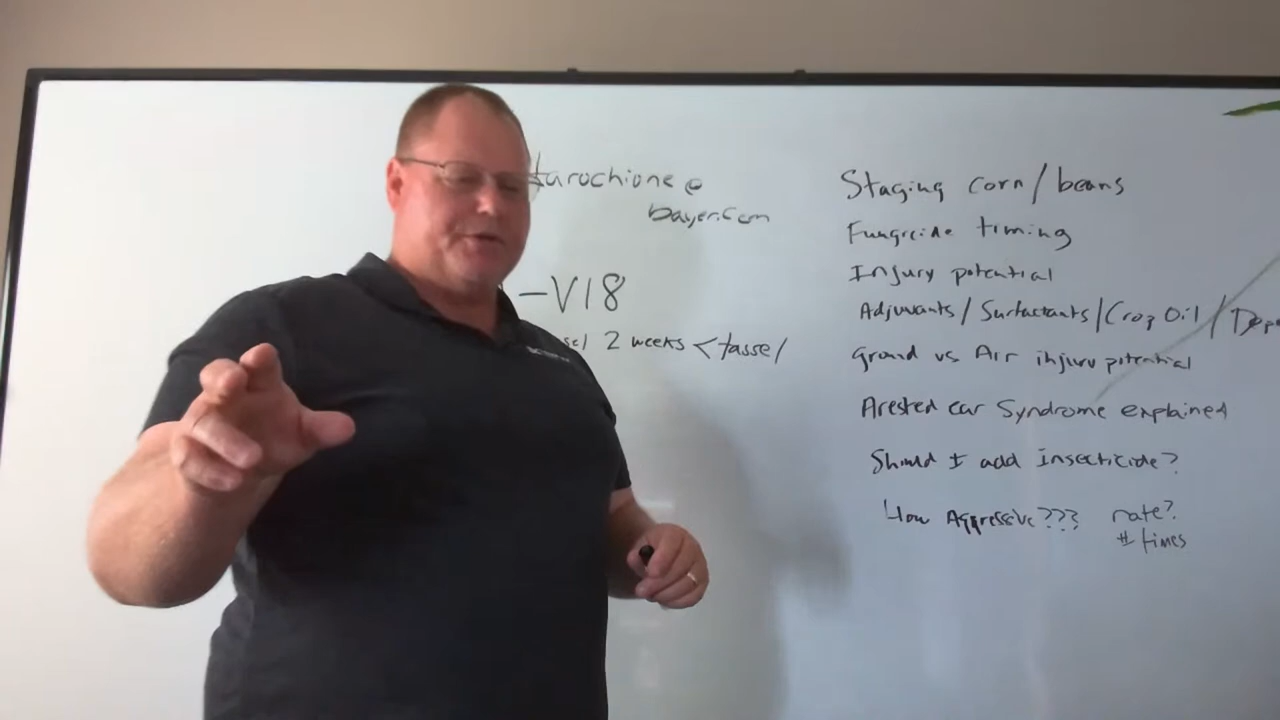 tarochione @
bayer.com
-V18
2 weeks < tassel
Staging corn/beans
Fungicide timing
Injury potential
Adjuvants/Surfactants/Crop Oil/
Ground vs Air injury potential
Arested ear Syndrome explained
Should I add Insecticide?
How Aggressive??? rate?
# times